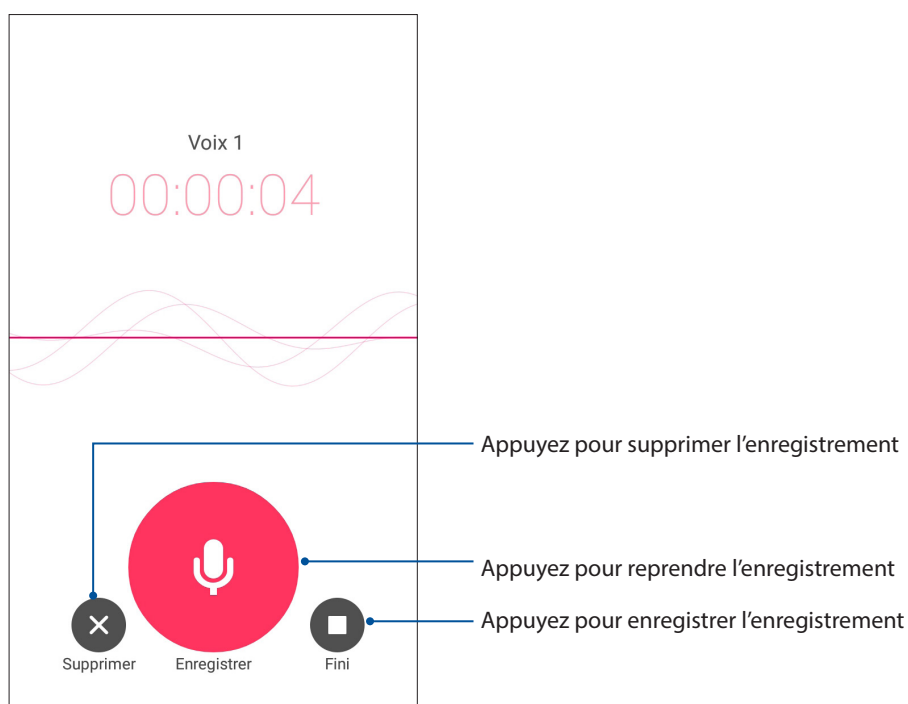 Voix 1
00:00:04
Appuyez pour supprimer l’enregistrement
Appuyez pour reprendre l’enregistrement
Appuyez pour enregistrer l’enregistrement
Supprimer
Enregistrer
Fini